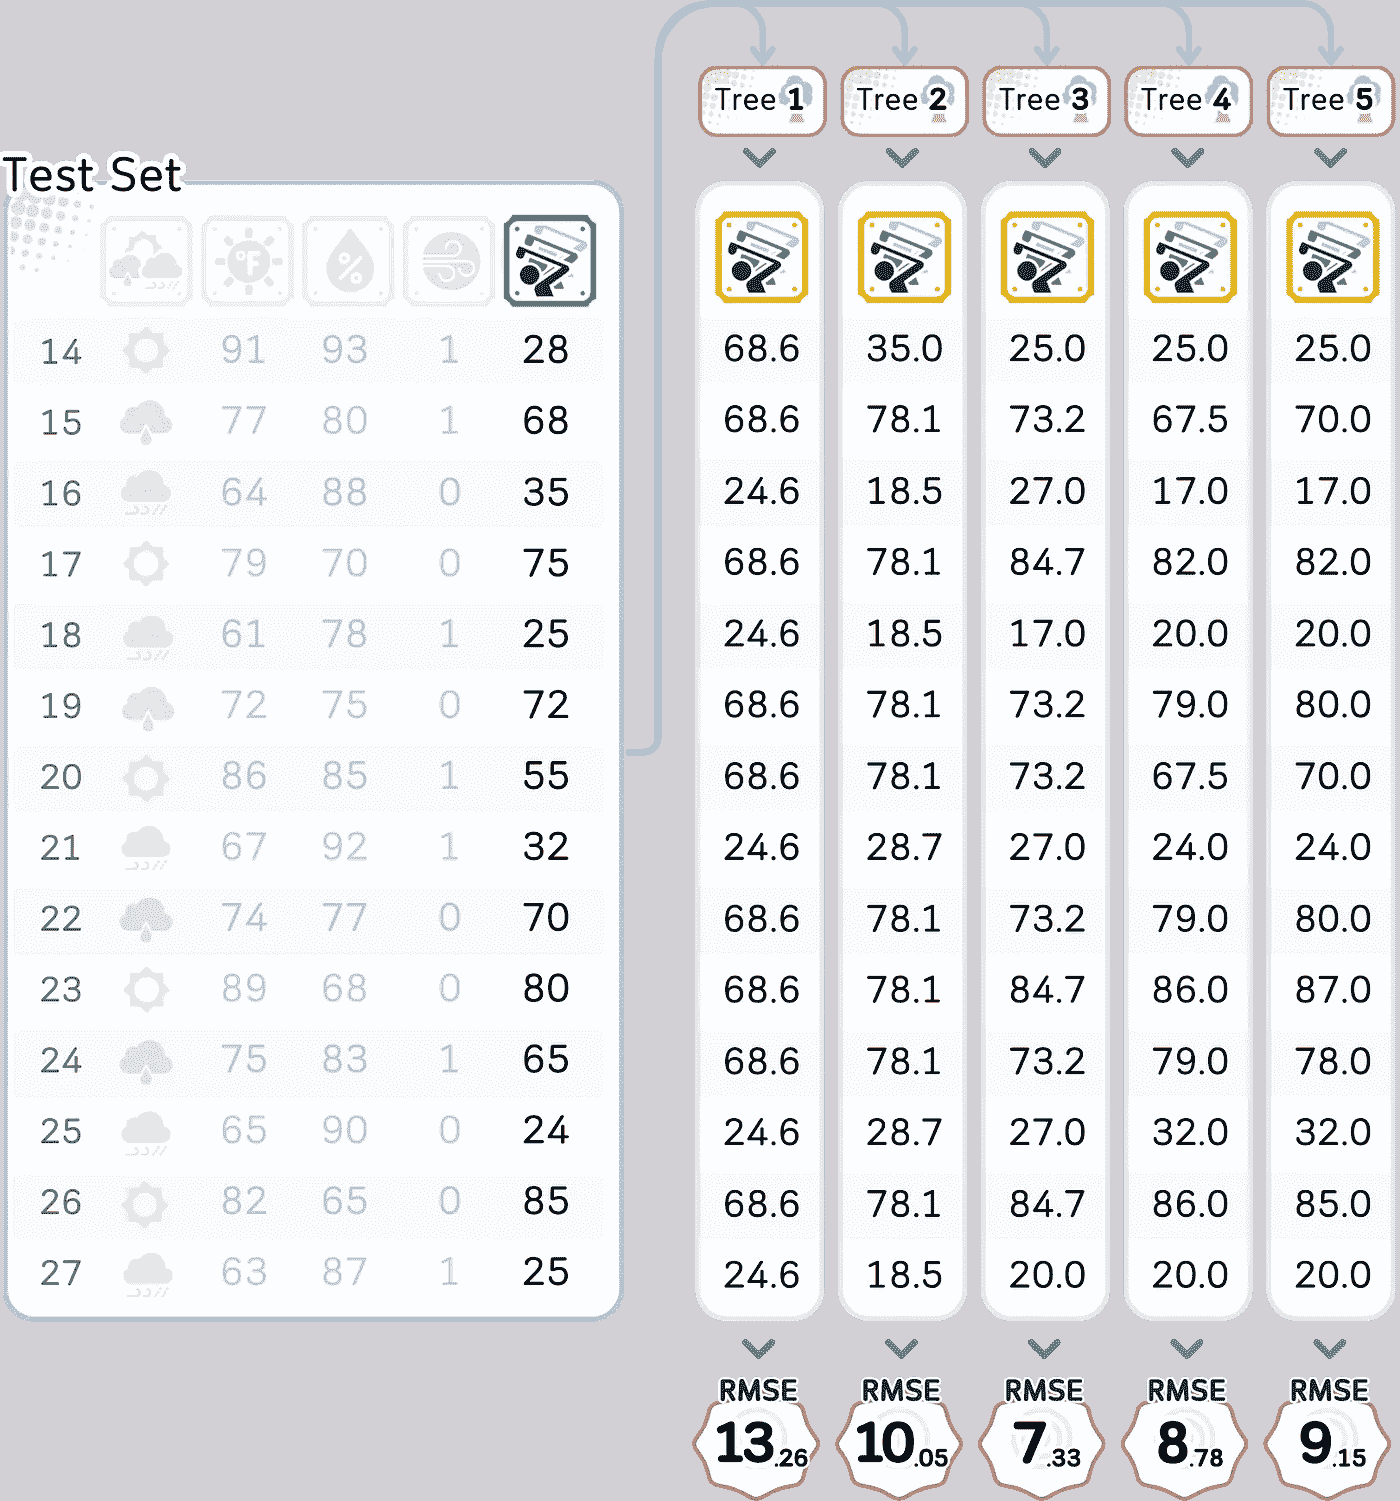 Tree 1 Tree 2 Tree 3 Tree 4 Tree 5
Test Set
°F %
14 91 93 1 28 68.6 35.0 25.0 25.0 25.0
15 77 80 1 68 68.6 78.1 73.2 67.5 70.0
16 64 88 0 35 24.6 18.5 27.0 17.0 17.0
17 79 70 0 75 68.6 78.1 84.7 82.0 82.0
18 61 78 1 25 24.6 18.5 17.0 20.0 20.0
19 72 75 0 72 68.6 78.1 73.2 79.0 80.0
20 86 85 1 55 68.6 78.1 73.2 67.5 70.0
21 67 92 1 32 24.6 28.7 27.0 24.0 24.0
22 74 77 0 70 68.6 78.1 73.2 79.0 80.0
23 89 68 0 80 68.6 78.1 84.7 86.0 87.0
24 75 83 1 65 68.6 78.1 73.2 79.0 78.0
25 65 90 0 24 24.6 28.7 27.0 32.0 32.0
26 82 65 0 85 68.6 78.1 84.7 86.0 85.0
27 63 87 1 25 24.6 18.5 20.0 20.0 20.0
RMSE RMSE RMSE RMSE RMSE
13.26 10.05 7.33 8.78 9.15